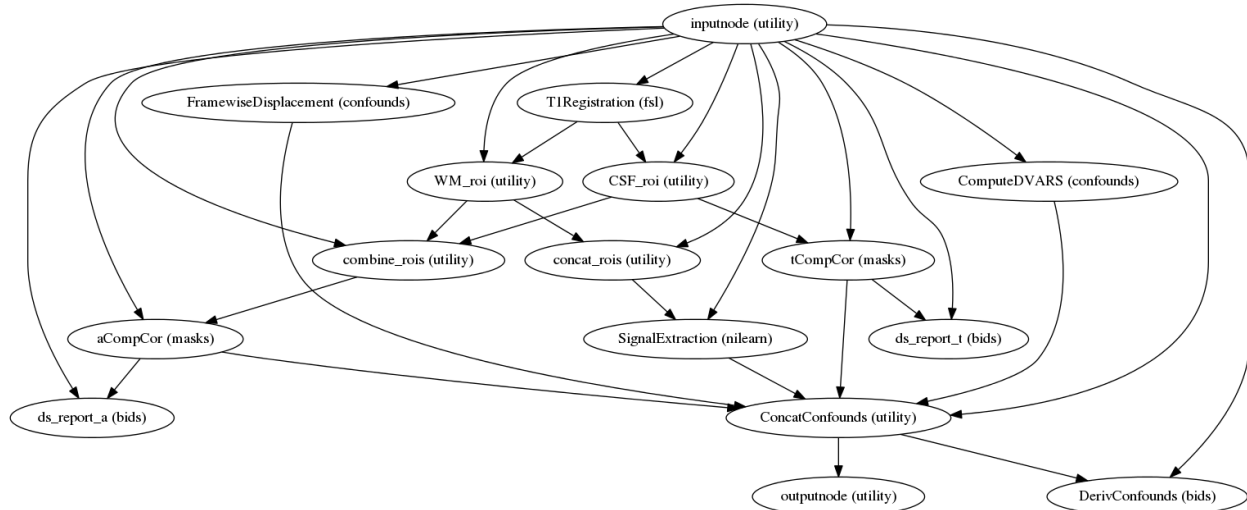 inputnode (utility)
FramewiseDisplacement (confounds)
T1Registration (fsl)
WM_roi (utility)
CSF_roi (utility)
ComputeDVARS (confounds)
combine_rois (utility)
concat_rois (utility)
tCompCor (masks)
aCompCor (masks)
SignalExtraction (nilearn)
ds_report_t (bids)
ds_report_a (bids)
ConcatConfounds (utility)
outputnode (utility)
DerivConfounds (bids)